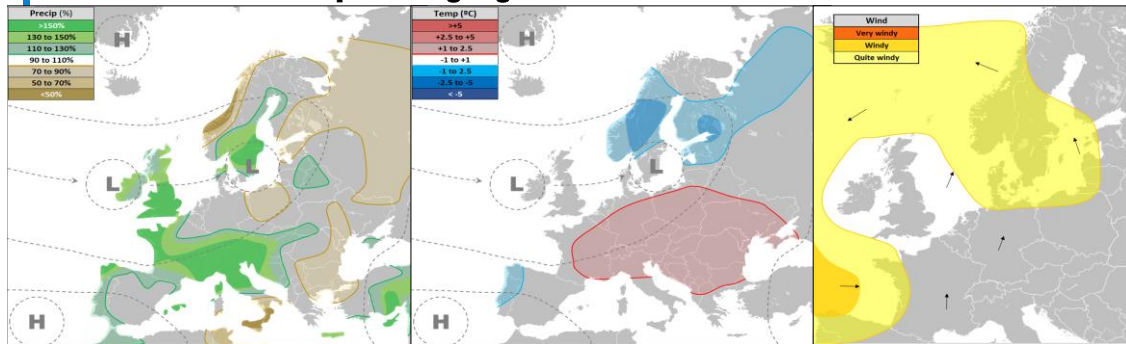 Precip (%)
>150%
130 to 150%
110 to 130%
90 to 110%
70 to 90%
50 to 70%
<50%
H
L
L
H
Temp (ºC)
>+5
+2.5 to +5
+1 to 2.5
-1 to +1
-1 to 2.5
-2.5 to -5
< -5
H
L
L
H
Wind
Very windy
Windy
Quite windy